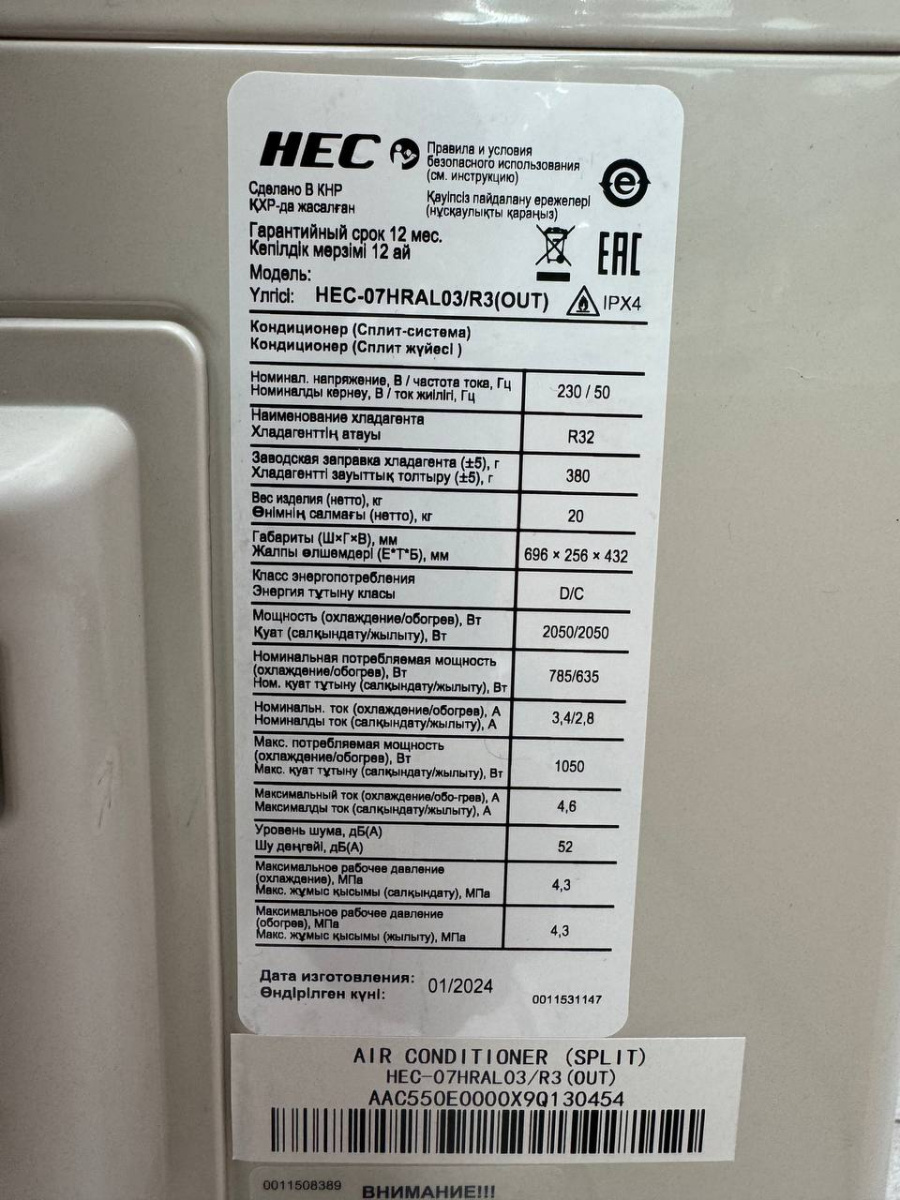 HEC
Правила и условия
безопасного использования
(см. инструкцию)
Қауіпсіз пайдалану ережелері
(нұсқаулықты қараңыз)
Сделано В КНР
ҚХР-да жасалған
Гарантийный срок 12 мес.
Кепілдік мерзімі 12 ай
EAC
Модель:
Үлгісі: HEC-07HRAL03/R3(OUT) IPX4
Кондиционер (Сплит-система)
Кондиционер (Сплит жүйесі )
Номинал. напряжение, В / частота тока, Гц
Номиналды кернеу, В / ток жиілігі, Гц
230 / 50
Наименование хладагента
Хладагенттің атауы
R32
Заводская заправка хладагента (±5), г
Хладагентті зауыттық толтыру (±5), г
380
Вес изделия (нетто), кг
Өнімнің салмағы (нетто), кг
20
Габариты (Ш×Г×В), мм
Жалпы өлшемдері (Е*Т*Б), мм
696 × 256 × 432
Класс энергопотребления
Энергия тұтыну класы
D/C
Мощность (охлаждение/обогрев), Вт
Қуат (салқындату/жылыту), Вт
2050/2050
Номинальная потребляемая мощность
(охлаждение/обогрев), Вт
Ном. қуат тұтыну (салқындату/жылыту), Вт
785/635
Номинальн. ток (охлаждение/обогрев), А
Номиналды ток (салқындату/жылыту), А
3,4/2,8
Макс. потребляемая мощность
(охлаждение/обогрев), Вт
Макс. қуат тұтыну (салқындату/жылыту), Вт
1050
Максимальный ток (охлаждение/обо-грев), А
Максималды ток (салқындату/жылыту), А
4,6
Уровень шума, дБ(А)
Шу деңгейі, дБ(А)
52
Максимальное рабочее давление
(охлаждение), МПа
Макс. жұмыс қысымы (салқындату), МПа
4,3
Максимальное рабочее давление
(обогрев), МПа
Макс. жұмыс қысымы (жылыту), МПа
4,3
Дата изготовления:
Өндірілген күні:
01/2024
0011531147
AIR CONDITIONER (SPLIT)
HEC-07HRAL03/R3(OUT)
AAC550E0000X9Q130454
0011508389 ВНИМАНИЕ!!!